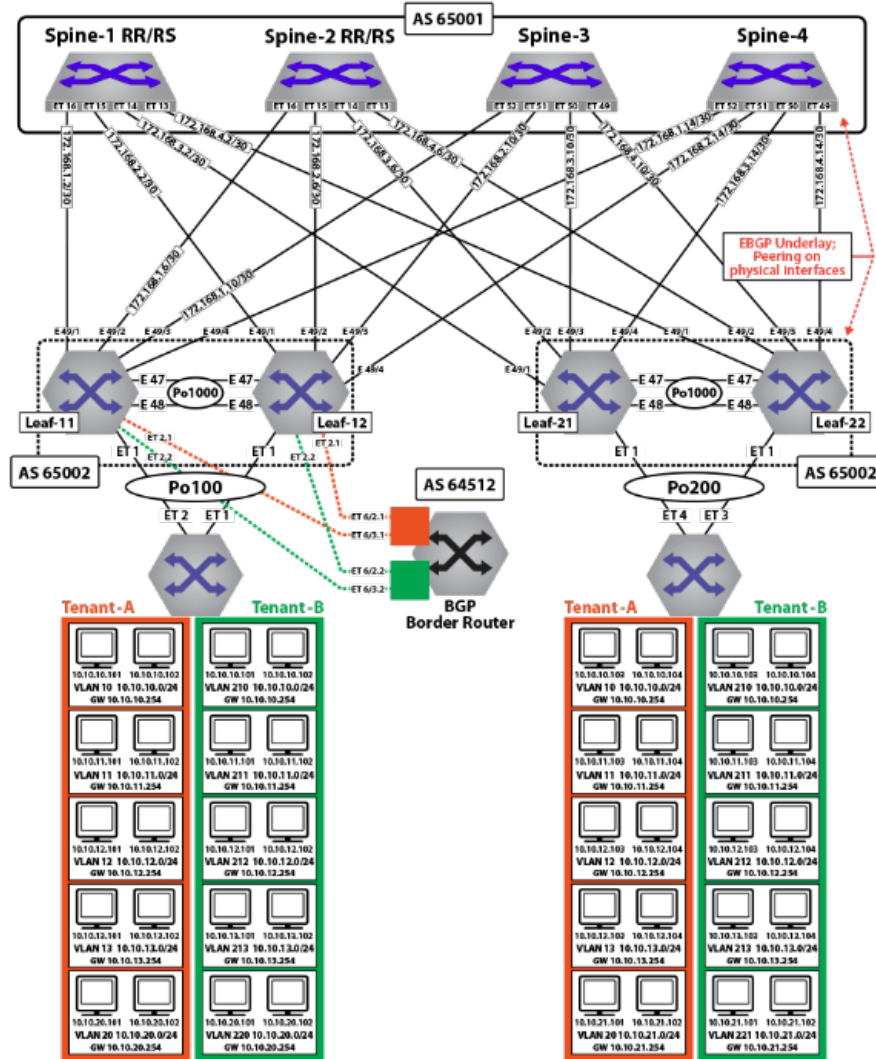 AS 65001
Spine-1 RR/RS
Spine-2 RR/RS
Spine-3
Spine-4
ET 16 ET 15 ET 14 ET 13
ET 16 ET 15 ET 14 ET 13
ET 52 ET 51 ET 50 ET 49
ET 52 ET 51 ET 50 ET 49
172.168.1.2/30
172.168.2.2/30
172.168.3.2/30
172.168.4.2/30
172.168.1.6/30
172.168.2.6/30
172.168.3.6/30
172.168.4.6/30
172.168.1.10/30
172.168.2.10/30
172.168.3.10/30
172.168.4.10/30
172.168.1.14/30
172.168.2.14/30
172.168.3.14/30
172.168.4.14/30
EBGP Underlay;
Peering on
physical interfaces
E 49/1 E 49/2 E 49/3 E 49/4 E 49/1 E 49/2 E 49/3
E 49/4
E 49/1
E 49/2 E 49/3 E 49/4 E 49/1 E 49/2 E 49/3 E 49/4
E 47 Po1000 E 47
E 48 E 48
E 47 Po1000 E 47
E 48 E 48
Leaf-11
Leaf-12
Leaf-21
Leaf-22
ET 2.1
ET 2.2
ET 2.2
ET 2.1
ET 1
ET 1
ET 1
ET 1
AS 65002
AS 65002
AS 64512
Po100
Po200
ET 2 ET 1
ET 4 ET 3
ET 6/2.1
ET 6/3.1
ET 6/2.2
ET 6/3.2
BGP
Border Router
Tenant-A
Tenant-B
Tenant-A
Tenant-B
10.10.10.101 10.10.10.102
VLAN 10 10.10.10.0/24
GW 10.10.10.254
10.10.11.101 10.10.11.102
VLAN 11 10.10.11.0/24
GW 10.10.11.254
10.10.12.101 10.10.12.102
VLAN 12 10.10.12.0/24
GW 10.10.12.254
10.10.12.101 10.10.12.102
VLAN 13 10.10.13.0/24
GW 10.10.13.254
10.10.20.101 10.10.20.102
VLAN 20 10.10.20.0/24
GW 10.10.20.254
10.10.10.101 10.10.10.102
VLAN 210 10.10.10.0/24
GW 10.10.10.254
10.10.11.101 10.10.11.102
VLAN 211 10.10.11.0/24
GW 10.10.11.254
10.10.12.101 10.10.12.102
VLAN 212 10.10.12.0/24
GW 10.10.12.254
10.10.13.101 10.10.13.102
VLAN 213 10.10.13.0/24
GW 10.10.13.254
10.10.20.101 10.10.20.102
VLAN 220 10.10.20.0/24
GW 10.10.20.254
10.10.10.103 10.10.10.104
VLAN 10 10.10.10.0/24
GW 10.10.10.254
10.10.11.103 10.10.11.104
VLAN 11 10.10.11.0/24
GW 10.10.11.254
10.10.12.103 10.10.12.104
VLAN 12 10.10.12.0/24
GW 10.10.12.254
10.10.12.103 10.10.12.104
VLAN 13 10.10.13.0/24
GW 10.10.13.254
10.10.21.101 10.10.21.102
VLAN 20 10.10.21.0/24
GW 10.10.21.254
10.10.10.103 10.10.10.104
VLAN 210 10.10.10.0/24
GW 10.10.10.254
10.10.11.103 10.10.11.104
VLAN 211 10.10.11.0/24
GW 10.10.11.254
10.10.12.103 10.10.12.104
VLAN 212 10.10.12.0/24
GW 10.10.12.254
10.10.12.103 10.10.12.104
VLAN 213 10.10.13.0/24
GW 10.10.13.254
10.10.21.101 10.10.21.102
VLAN 221 10.10.21.0/24
GW 10.10.21.254